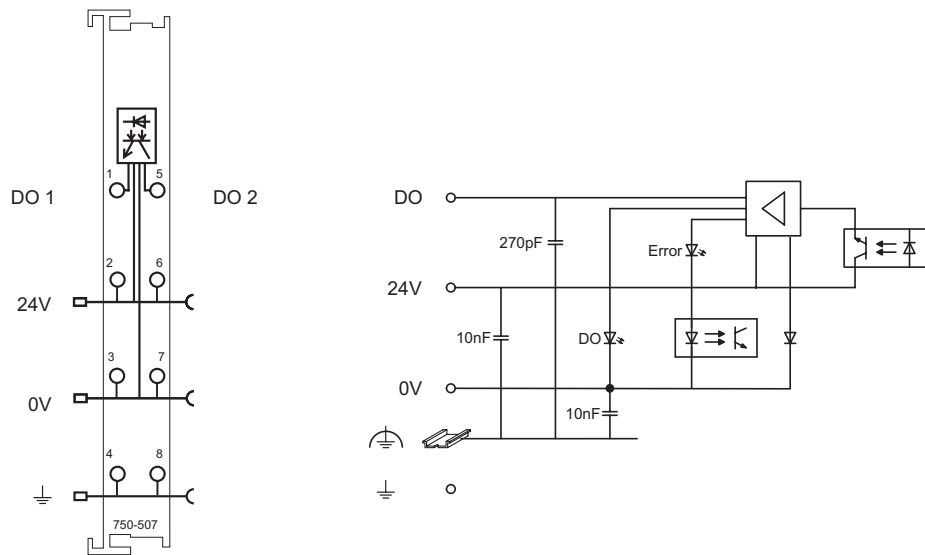 1 5
DO 1 DO 2
2 6
24V
3 7
0V
4 8
750-507
DO
270pF
Error
24V
10nF
DO
0V
10nF